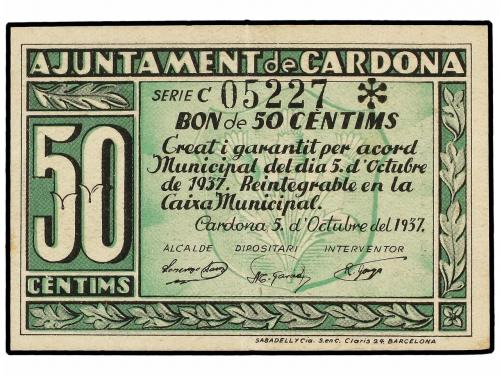 AJUNTAMENT de CARDONA
SERIE C 05227
BON de 50 CÈNTIMS
Creat i garantit per acord
Municipal del dia 5. d'Octubre
de 1937. Reintegrable en la
Caixa Municipal.
Cardona 5. d'Octubre del 1937.
ALCALDE DIPOSITARI INTERVENTOR
50
CÈNTIMS
SABADELL y Cia. S. en C. Claris 24. BARCELONA